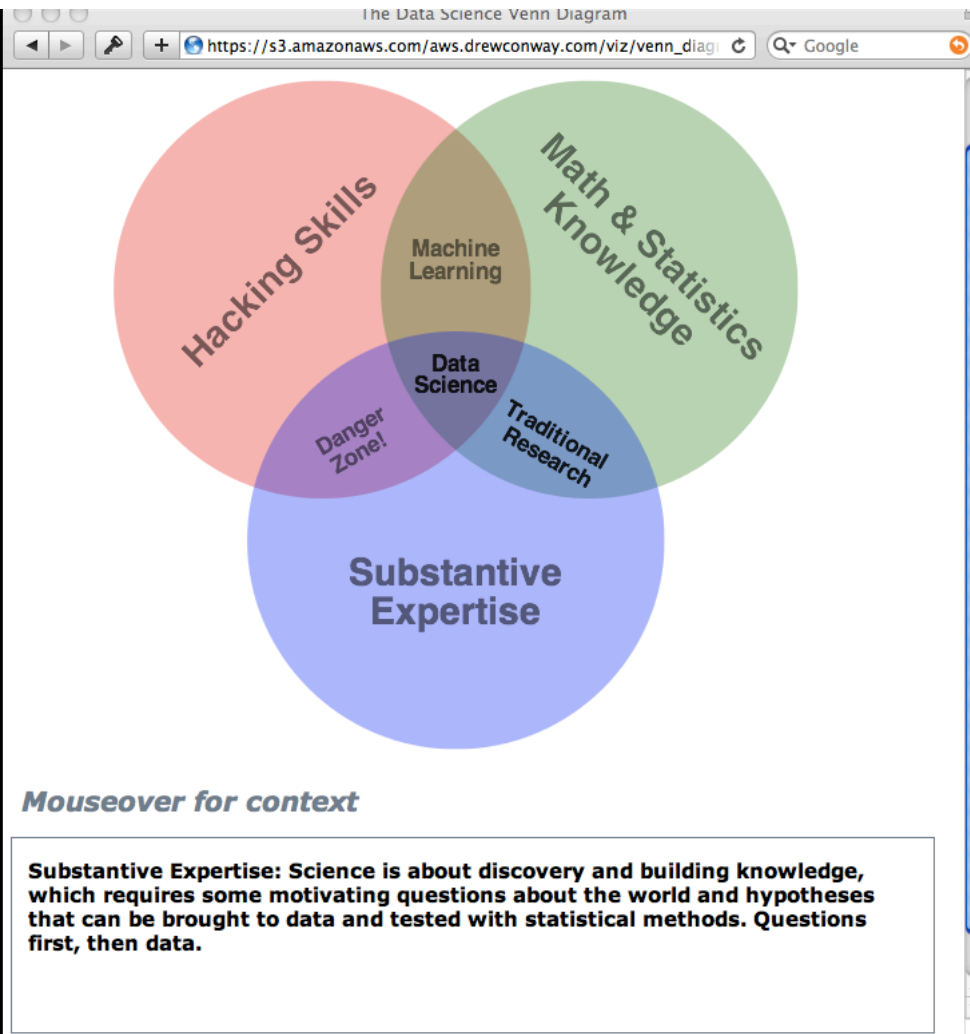 The Data Science Venn Diagram
https://s3.amazonaws.com/aws.drewconway.com/viz/venn_diag
Google
Hacking Skills
Math & Statistics
Knowledge
Machine
Learning
Data
Science
Danger
Zone!
Traditional
Research
Substantive
Expertise
Mouseover for context
Substantive Expertise: Science is about discovery and building knowledge,
which requires some motivating questions about the world and hypotheses
that can be brought to data and tested with statistical methods. Questions
first, then data.